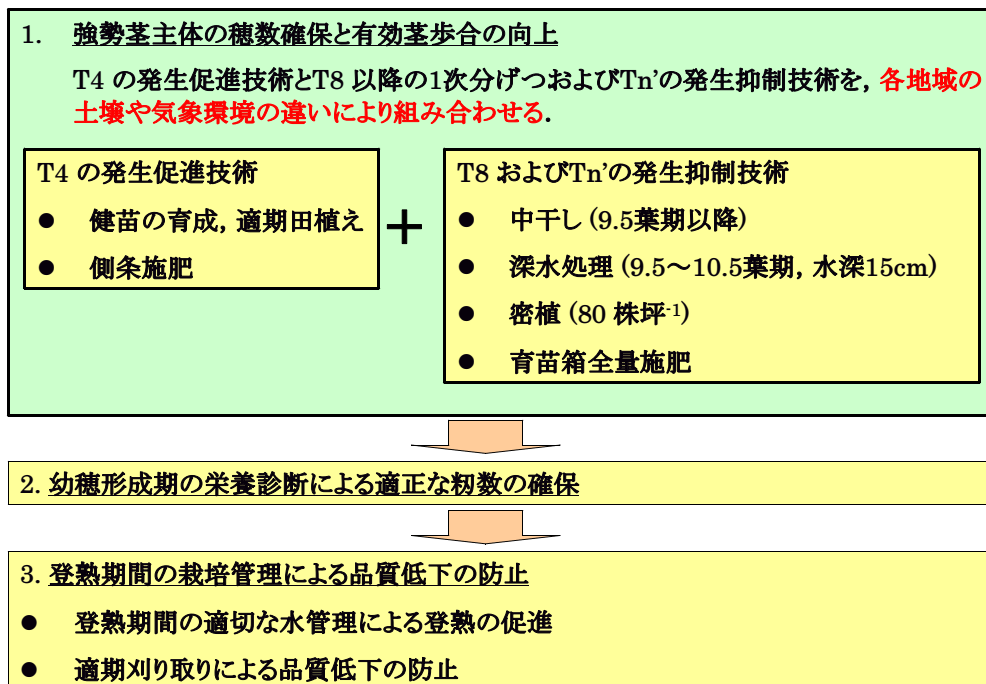 1. 強勢茎主体の穂数確保と有効茎歩合の向上
T4 の発生促進技術とT8 以降の1次分げつおよびTn'の発生抑制技術を, 各地域の
土壌や気象環境の違いにより組み合わせる.
T4 の発生促進技術
● 健苗の育成, 適期田植え
● 側条施肥
+
T8 およびTn'の発生抑制技術
● 中干し (9.5葉期以降)
● 深水処理 (9.5～10.5葉期, 水深15cm)
● 密植 (80 株坪-1)
● 育苗箱全量施肥
2. 幼穂形成期の栄養診断による適正な籾数の確保
3. 登熟期間の栽培管理による品質低下の防止
● 登熟期間の適切な水管理による登熟の促進
● 適期刈り取りによる品質低下の防止